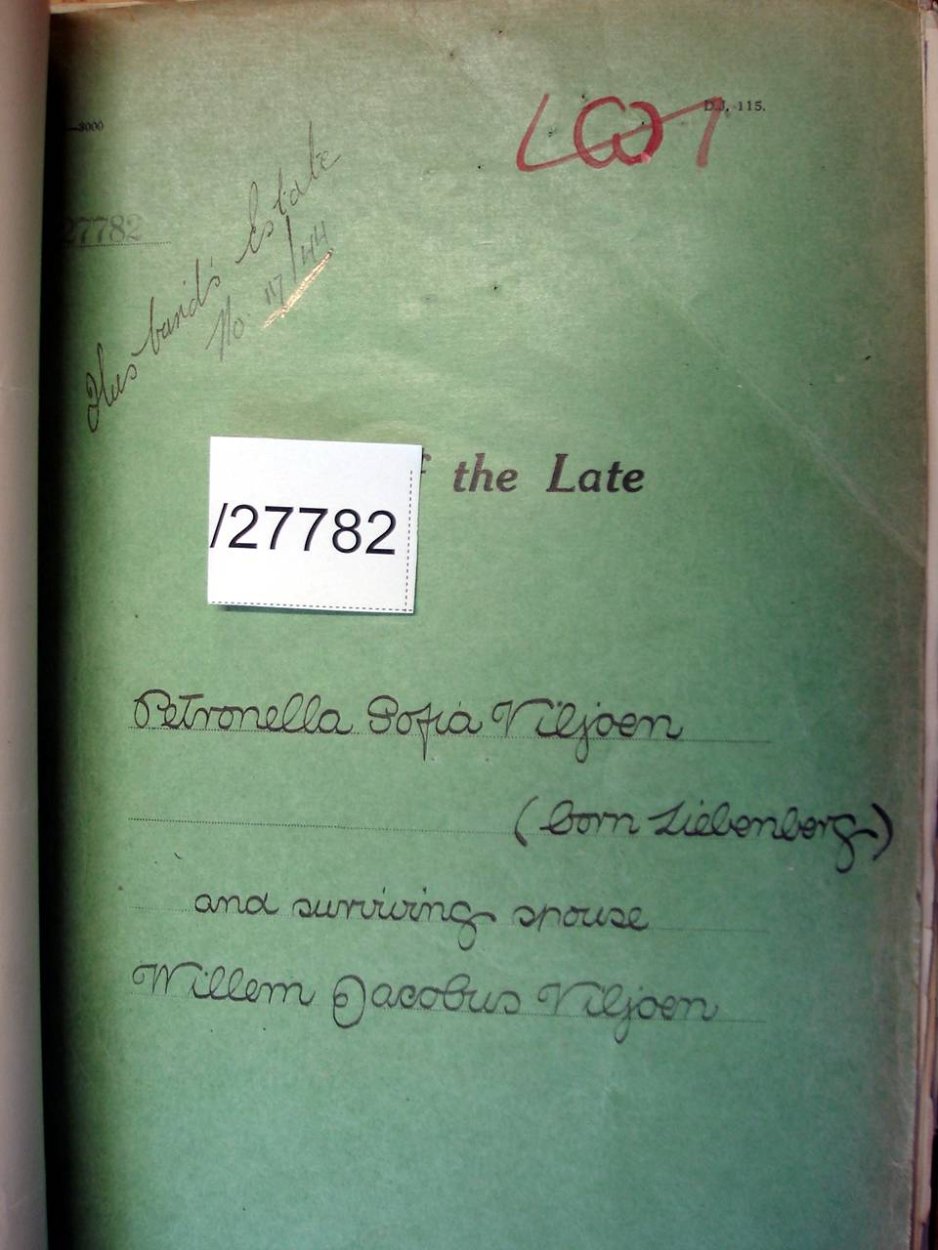 —3000
D.J. 115.
27782
Husband's Estate
No. 117/44
f the Late
/27782
Petronella Sofia Viljoen
(born Liebenberg)
and surviving spouse
Willem Jacobus Viljoen